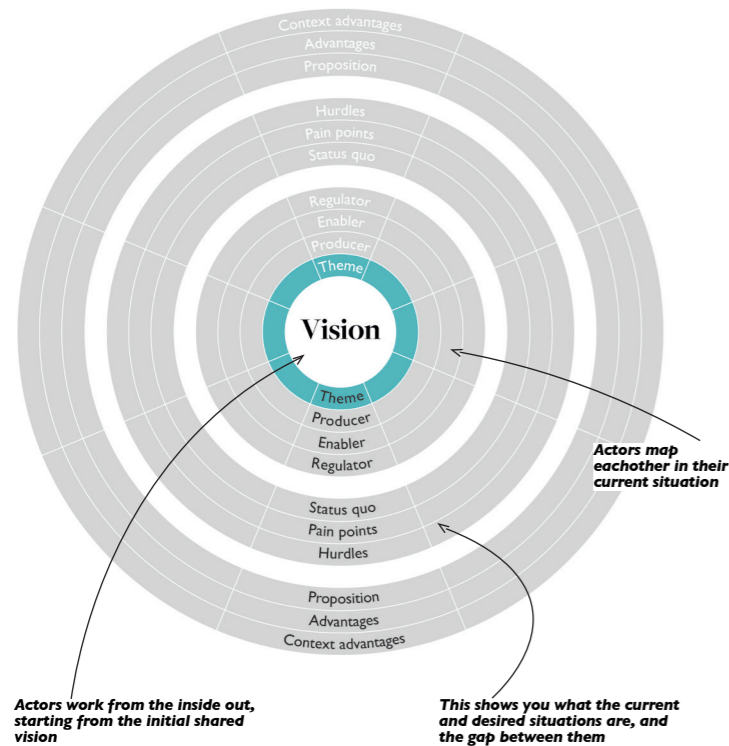 Context advantages
Advantages
Proposition
Hurdles
Pain points
Status quo
Regulator
Enabler
Producer
Theme
Vision
Theme
Producer
Enabler
Regulator
Status quo
Pain points
Hurdles
Proposition
Advantages
Context advantages
Actors map
eachother in their
current situation
Actors work from the inside out,
starting from the initial shared
vision
This shows you what the current
and desired situations are, and
the gap between them